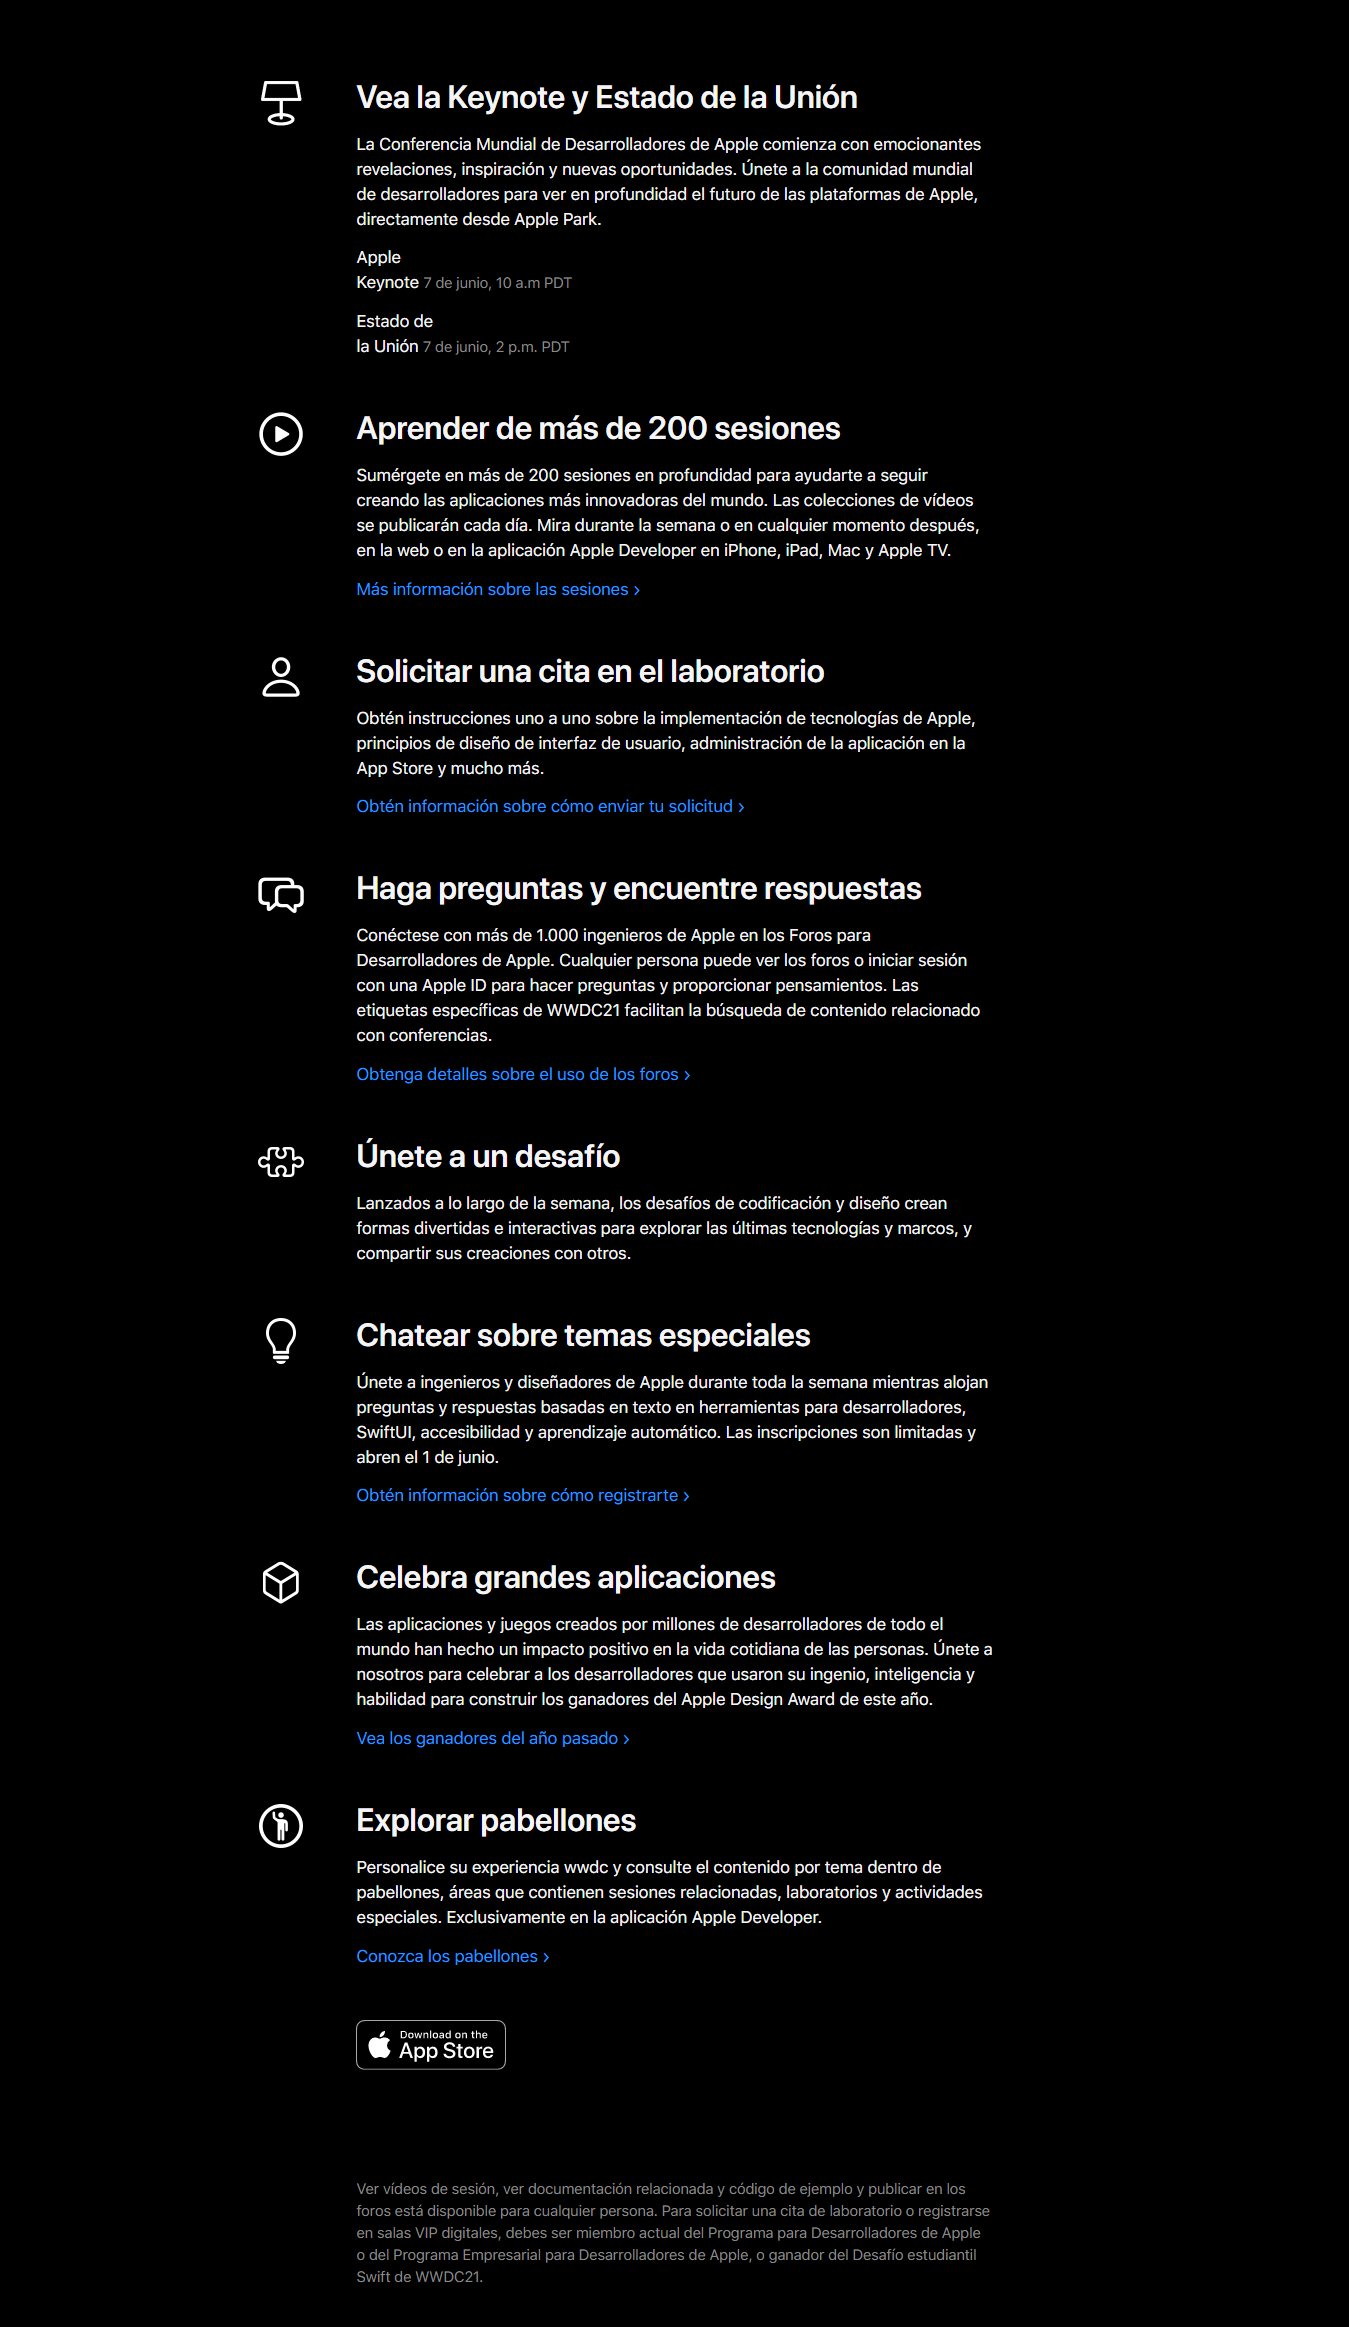 Vea la Keynote y Estado de la Unión
La Conferencia Mundial de Desarrolladores de Apple comienza con emocionantes
revelaciones, inspiración y nuevas oportunidades. Únete a la comunidad mundial
de desarrolladores para ver en profundidad el futuro de las plataformas de Apple,
directamente desde Apple Park.
Apple
Keynote 7 de junio, 10 a.m PDT
Estado de
la Unión 7 de junio, 2 p.m. PDT
Aprender de más de 200 sesiones
Sumérgete en más de 200 sesiones en profundidad para ayudarte a seguir
creando las aplicaciones más innovadoras del mundo. Las colecciones de vídeos
se publicarán cada día. Mira durante la semana o en cualquier momento después,
en la web o en la aplicación Apple Developer en iPhone, iPad, Mac y Apple TV.
Más información sobre las sesiones >
Solicitar una cita en el laboratorio
Obtén instrucciones uno a uno sobre la implementación de tecnologías de Apple,
principios de diseño de interfaz de usuario, administración de la aplicación en la
App Store y mucho más.
Obtén información sobre cómo enviar tu solicitud >
Haga preguntas y encuentre respuestas
Conéctese con más de 1.000 ingenieros de Apple en los Foros para
Desarrolladores de Apple. Cualquier persona puede ver los foros o iniciar sesión
con una Apple ID para hacer preguntas y proporcionar pensamientos. Las
etiquetas específicas de WWDC21 facilitan la búsqueda de contenido relacionado
con conferencias.
Obtenga detalles sobre el uso de los foros >
Únete a un desafío
Lanzados a lo largo de la semana, los desafíos de codificación y diseño crean
formas divertidas e interactivas para explorar las últimas tecnologías y marcos, y
compartir sus creaciones con otros.
Chatear sobre temas especiales
Únete a ingenieros y diseñadores de Apple durante toda la semana mientras alojan
preguntas y respuestas basadas en texto en herramientas para desarrolladores,
SwiftUI, accesibilidad y aprendizaje automático. Las inscripciones son limitadas y
abren el 1 de junio.
Obtén información sobre cómo registrarte >
Celebra grandes aplicaciones
Las aplicaciones y juegos creados por millones de desarrolladores de todo el
mundo han hecho un impacto positivo en la vida cotidiana de las personas. Únete a
nosotros para celebrar a los desarrolladores que usaron su ingenio, inteligencia y
habilidad para construir los ganadores del Apple Design Award de este año.
Vea los ganadores del año pasado >
Explorar pabellones
Personalice su experiencia wwdc y consulte el contenido por tema dentro de
pabellones, áreas que contienen sesiones relacionadas, laboratorios y actividades
especiales. Exclusivamente en la aplicación Apple Developer.
Conozca los pabellones >
Download on the
App Store
Ver vídeos de sesión, ver documentación relacionada y código de ejemplo y publicar en los
foros está disponible para cualquier persona. Para solicitar una cita de laboratorio o registrarse
en salas VIP digitales, debes ser miembro actual del Programa para Desarrolladores de Apple
o del Programa Empresarial para Desarrolladores de Apple, o ganador del Desafío estudiantil
Swift de WWDC21.